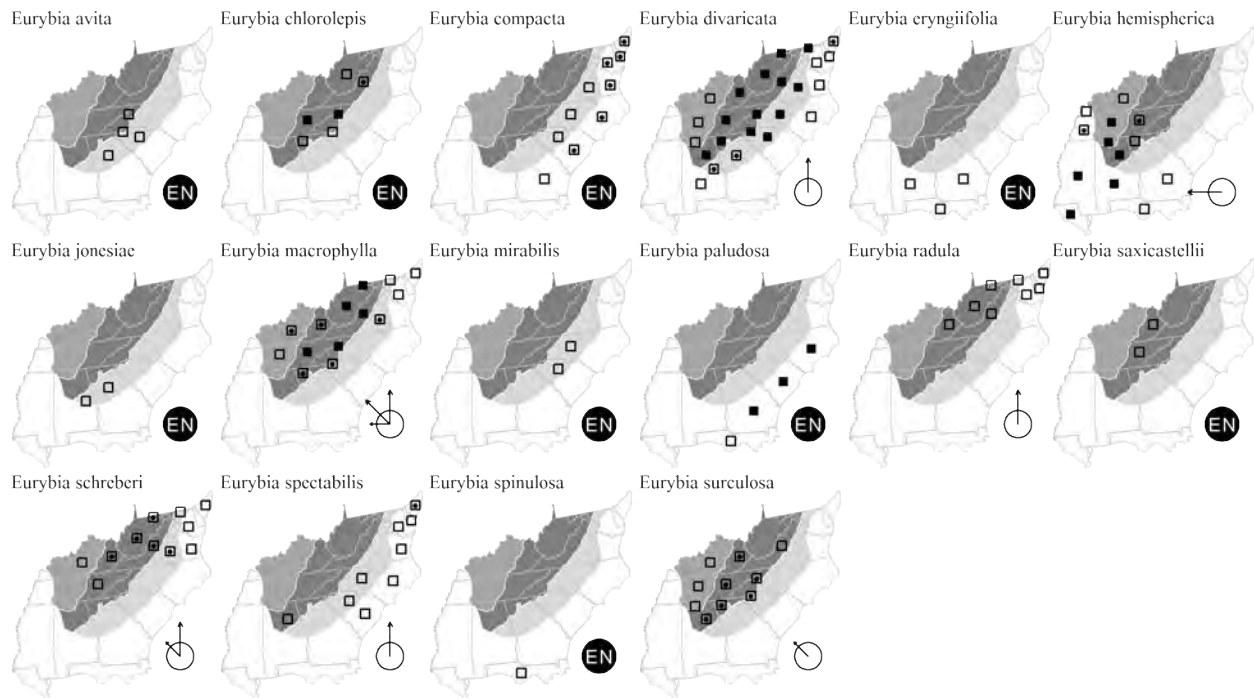 Eurybia avita
Eurybia chlorolepis
Eurybia compacta
Eurybia divaricata
Eurybia eryngiifolia
Eurybia hemispherica
EN
EN
EN
EN
Eurybia jonesiae
Eurybia macrophylla
Eurybia mirabilis
Eurybia paludosa
Eurybia radula
Eurybia saxicastellii
EN
EN
EN
EN
Eurybia schreberi
Eurybia spectabilis
Eurybia spinulosa
Eurybia surculosa
EN